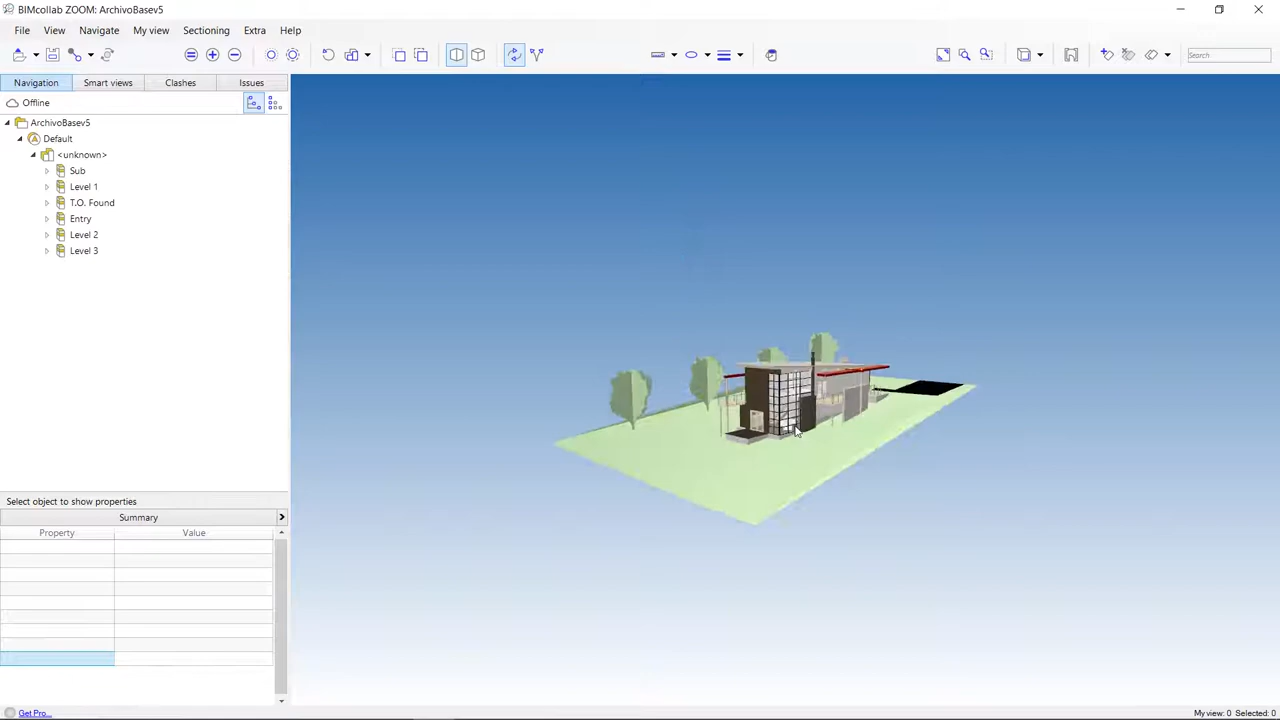 BIMcollab ZOOM: ArchivoBasev5
File View Navigate My view Sectioning Extra Help
Search
Navigation Smart views Clashes Issues
Offline
ArchivoBasev5
Default
<unknown>
Sub
Level 1
T.O. Found
Entry
Level 2
Level 3
Select object to show properties
Summary
Property Value
Get Pro...
My view: 0 Selected: 0